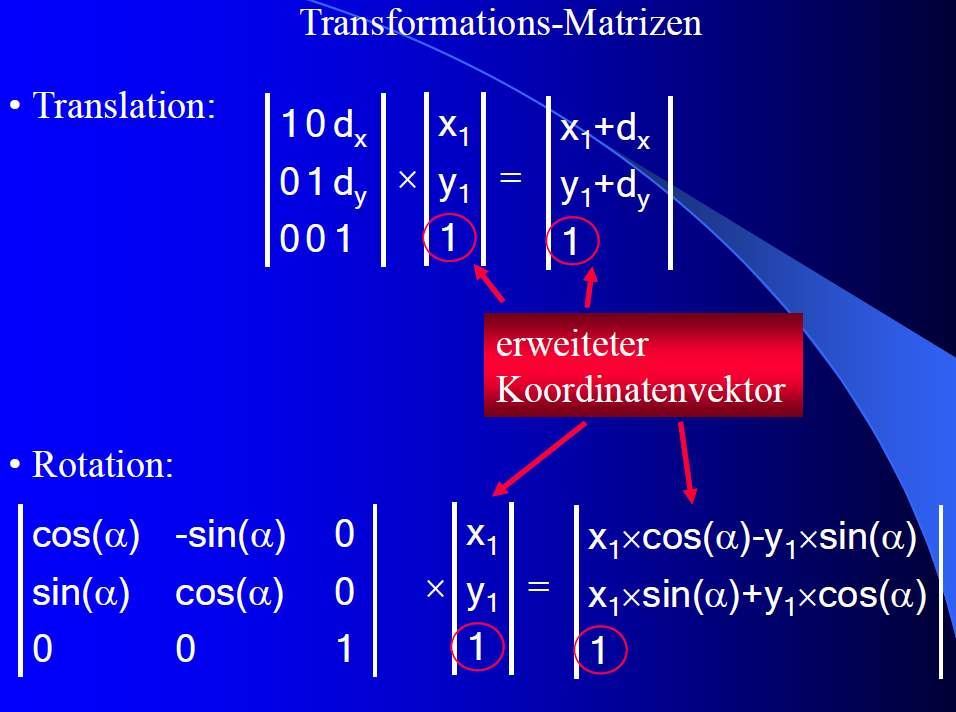 Transformations-Matrizen
• Translation:
1 0 dx x1 x1+dx
0 1 dy × y1 = y1+dy
0 0 1 1 1
erweiteter
Koordinatenvektor
• Rotation:
cos(α) -sin(α) 0 x1 x1×cos(α)-y1×sin(α)
sin(α) cos(α) 0 × y1 = x1×sin(α)+y1×cos(α)
0 0 1 1 1